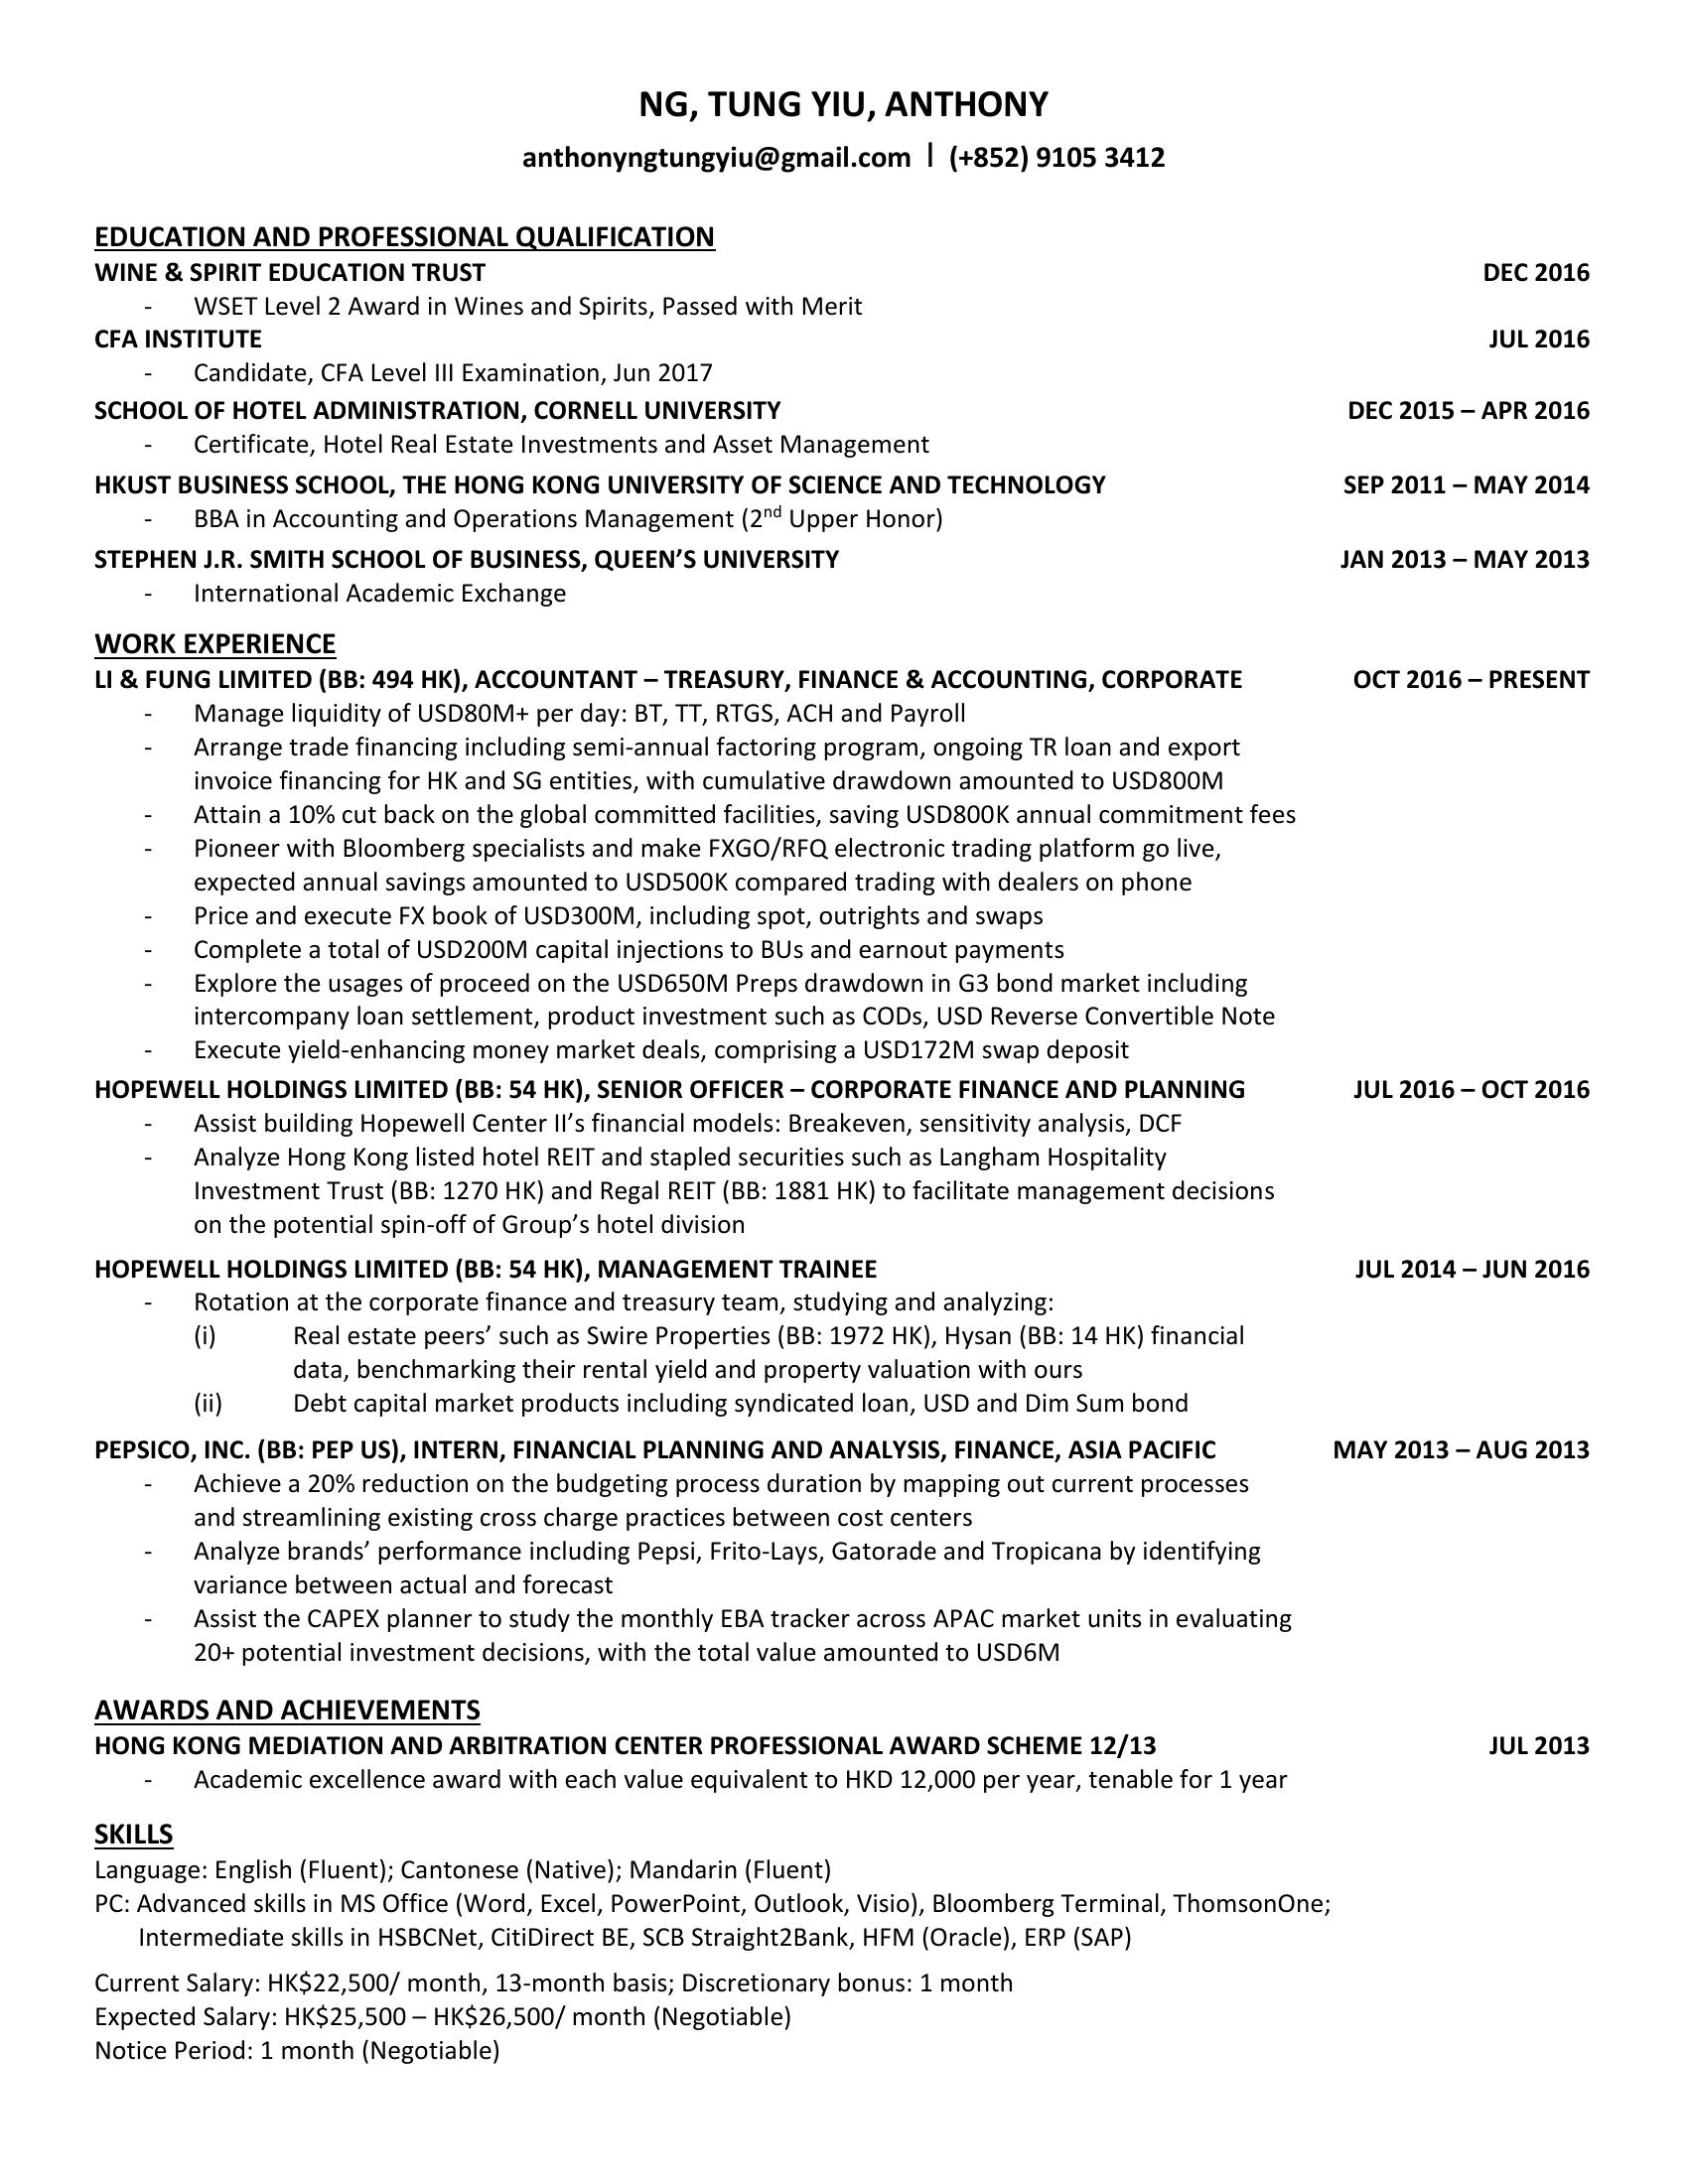 NG, TUNG YIU, ANTHONY
anthonyngtungyiu@gmail.com | (+852) 9105 3412
EDUCATION AND PROFESSIONAL QUALIFICATION
WINE & SPIRIT EDUCATION TRUST DEC 2016
- WSET Level 2 Award in Wines and Spirits, Passed with Merit
CFA INSTITUTE JUL 2016
- Candidate, CFA Level III Examination, Jun 2017
SCHOOL OF HOTEL ADMINISTRATION, CORNELL UNIVERSITY DEC 2015 – APR 2016
- Certificate, Hotel Real Estate Investments and Asset Management
HKUST BUSINESS SCHOOL, THE HONG KONG UNIVERSITY OF SCIENCE AND TECHNOLOGY SEP 2011 – MAY 2014
- BBA in Accounting and Operations Management (2nd Upper Honor)
STEPHEN J.R. SMITH SCHOOL OF BUSINESS, QUEEN’S UNIVERSITY JAN 2013 – MAY 2013
- International Academic Exchange
WORK EXPERIENCE
LI & FUNG LIMITED (BB: 494 HK), ACCOUNTANT – TREASURY, FINANCE & ACCOUNTING, CORPORATE OCT 2016 – PRESENT
- Manage liquidity of USD80M+ per day: BT, TT, RTGS, ACH and Payroll
- Arrange trade financing including semi-annual factoring program, ongoing TR loan and export
invoice financing for HK and SG entities, with cumulative drawdown amounted to USD800M
- Attain a 10% cut back on the global committed facilities, saving USD800K annual commitment fees
- Pioneer with Bloomberg specialists and make FXGO/RFQ electronic trading platform go live,
expected annual savings amounted to USD500K compared trading with dealers on phone
- Price and execute FX book of USD300M, including spot, outrights and swaps
- Complete a total of USD200M capital injections to BUs and earnout payments
- Explore the usages of proceed on the USD650M Preps drawdown in G3 bond market including
intercompany loan settlement, product investment such as CODs, USD Reverse Convertible Note
- Execute yield-enhancing money market deals, comprising a USD172M swap deposit
HOPEWELL HOLDINGS LIMITED (BB: 54 HK), SENIOR OFFICER – CORPORATE FINANCE AND PLANNING JUL 2016 – OCT 2016
- Assist building Hopewell Center II’s financial models: Breakeven, sensitivity analysis, DCF
- Analyze Hong Kong listed hotel REIT and stapled securities such as Langham Hospitality
Investment Trust (BB: 1270 HK) and Regal REIT (BB: 1881 HK) to facilitate management decisions
on the potential spin-off of Group’s hotel division
HOPEWELL HOLDINGS LIMITED (BB: 54 HK), MANAGEMENT TRAINEE JUL 2014 – JUN 2016
- Rotation at the corporate finance and treasury team, studying and analyzing:
(i) Real estate peers’ such as Swire Properties (BB: 1972 HK), Hysan (BB: 14 HK) financial
data, benchmarking their rental yield and property valuation with ours
(ii) Debt capital market products including syndicated loan, USD and Dim Sum bond
PEPSICO, INC. (BB: PEP US), INTERN, FINANCIAL PLANNING AND ANALYSIS, FINANCE, ASIA PACIFIC MAY 2013 – AUG 2013
- Achieve a 20% reduction on the budgeting process duration by mapping out current processes
and streamlining existing cross charge practices between cost centers
- Analyze brands’ performance including Pepsi, Frito-Lays, Gatorade and Tropicana by identifying
variance between actual and forecast
- Assist the CAPEX planner to study the monthly EBA tracker across APAC market units in evaluating
20+ potential investment decisions, with the total value amounted to USD6M
AWARDS AND ACHIEVEMENTS
HONG KONG MEDIATION AND ARBITRATION CENTER PROFESSIONAL AWARD SCHEME 12/13 JUL 2013
- Academic excellence award with each value equivalent to HKD 12,000 per year, tenable for 1 year
SKILLS
Language: English (Fluent); Cantonese (Native); Mandarin (Fluent)
PC: Advanced skills in MS Office (Word, Excel, PowerPoint, Outlook, Visio), Bloomberg Terminal, ThomsonOne;
Intermediate skills in HSBCNet, CitiDirect BE, SCB Straight2Bank, HFM (Oracle), ERP (SAP)
Current Salary: HK$22,500/ month, 13-month basis; Discretionary bonus: 1 month
Expected Salary: HK$25,500 – HK$26,500/ month (Negotiable)
Notice Period: 1 month (Negotiable)